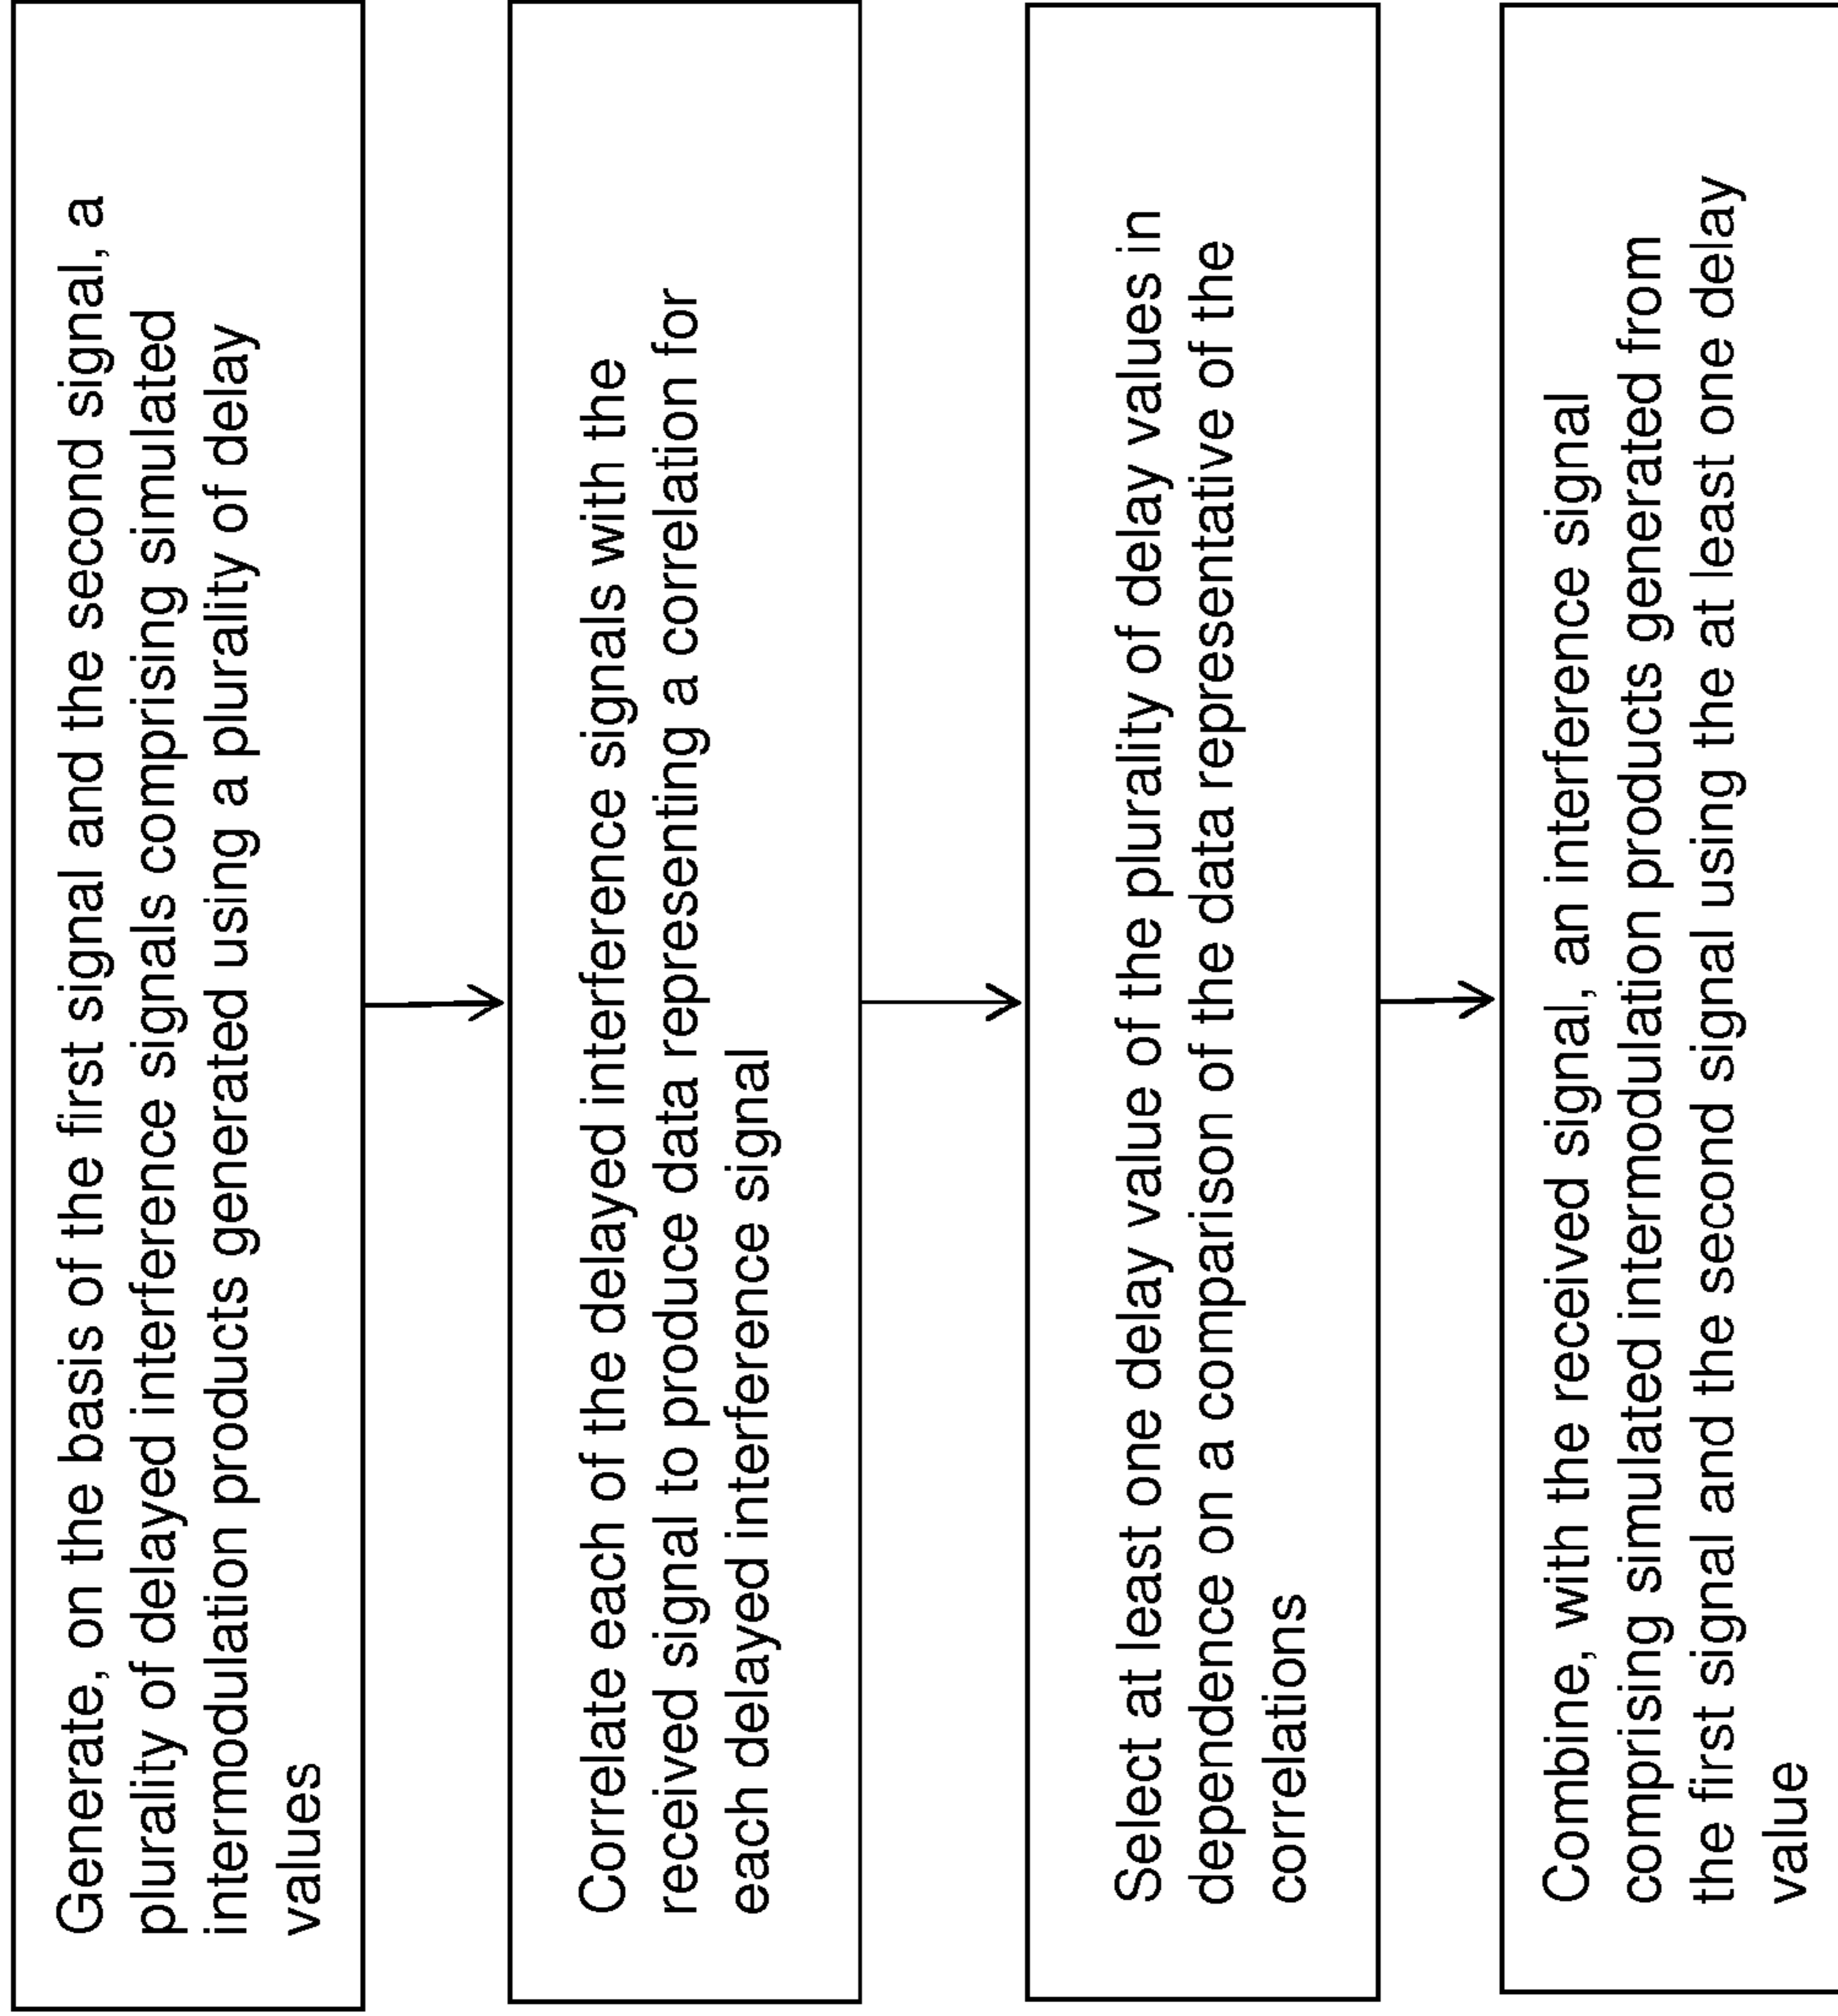 Generate, on the basis of the first signal and the second signal, a
plurality of delayed interference signals comprising simulated
intermodulation products generated using a plurality of delay
values
Correlate each of the delayed interference signals with the
received signal to produce data representing a correlation for
each delayed interference signal
Select at least one delay value of the plurality of delay values in
dependence on a comparison of the data representative of the
correlations
Combine, with the received signal, an interference signal
comprising simulated intermodulation products generated from
the first signal and the second signal using the at least one delay
value